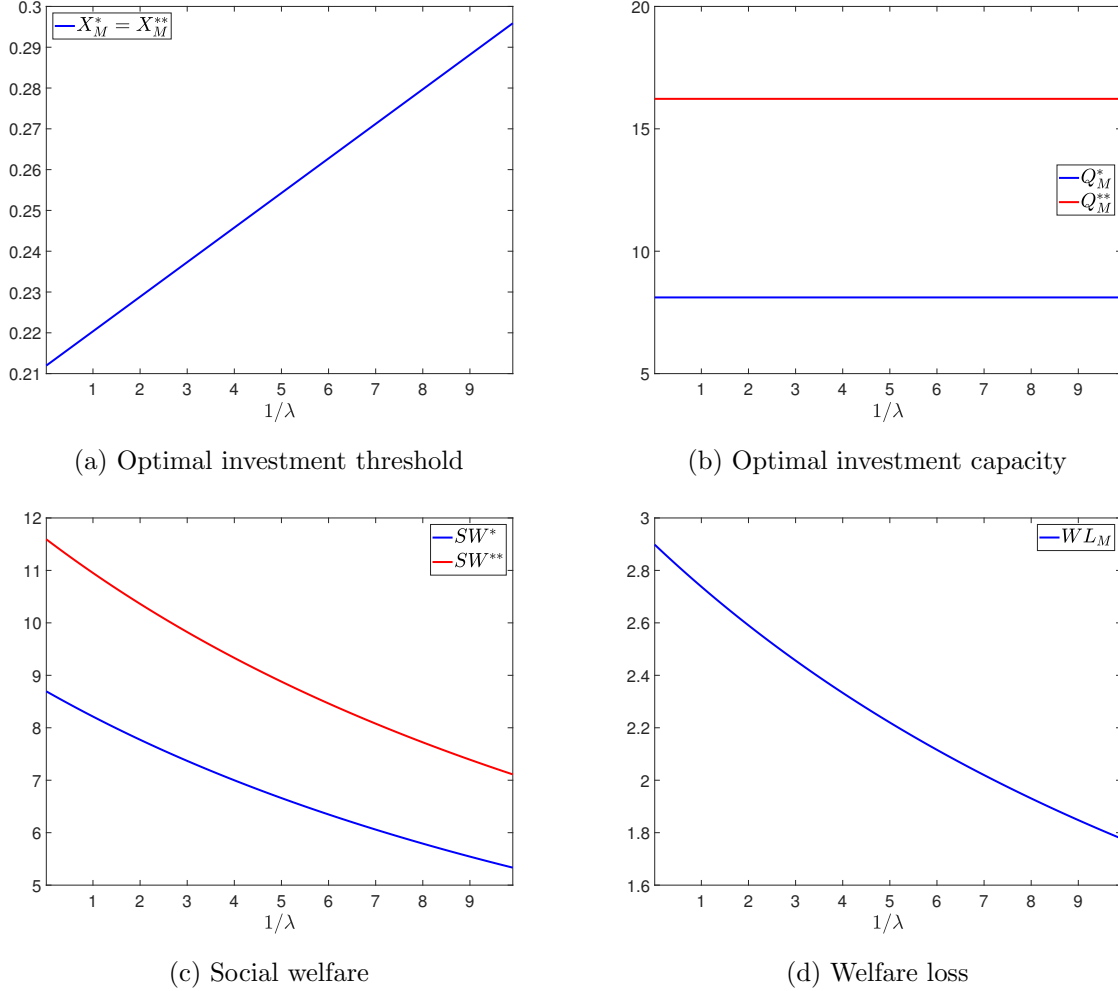 0.3
0.29
0.28
0.27
0.26
0.25
0.24
0.23
0.22
0.21
X*_M = X**_M
1 2 3 4 5 6 7 8 9
1/λ
(a) Optimal investment threshold
20
15
10
5
Q*_M
Q**_M
1 2 3 4 5 6 7 8 9
1/λ
(b) Optimal investment capacity
12
11
10
9
8
7
6
5
SW*
SW**
1 2 3 4 5 6 7 8 9
1/λ
(c) Social welfare
3
2.8
2.6
2.4
2.2
2
1.8
1.6
WL_M
1 2 3 4 5 6 7 8 9
1/λ
(d) Welfare loss